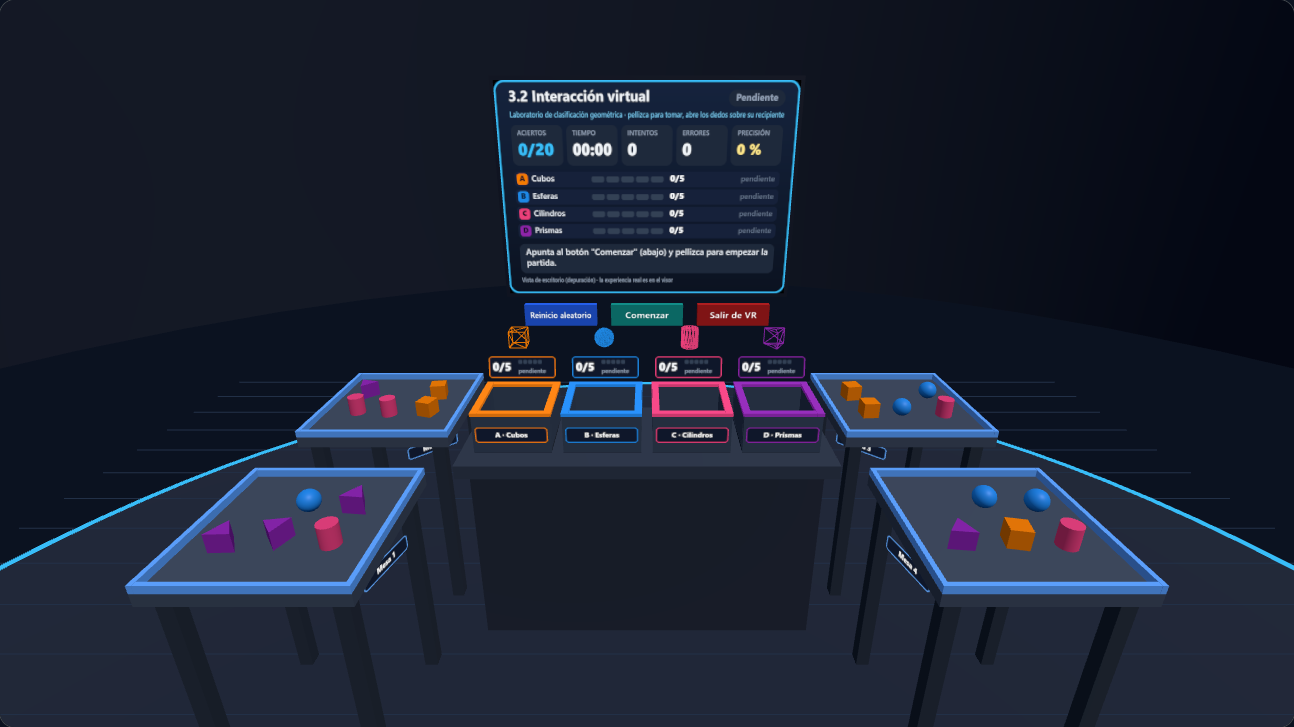 3.2 Interacción virtual
Pendiente
Laboratorio de clasificación geométrica · pellizca para tomar, abre los dedos sobre su recipiente
ACIERTOS TIEMPO INTENTOS ERRORES PRECISIÓN
0/20 00:00 0 0 0 %
A Cubos 0/5 pendiente
B Esferas 0/5 pendiente
C Cilindros 0/5 pendiente
D Prismas 0/5 pendiente
Apunta al botón "Comenzar" (abajo) y pellizca para empezar la
partida.
Vista de escritorio (depuración) · la experiencia real es en el visor
Reinicio aleatorio Comenzar Salir de VR
0/5 pendiente 0/5 pendiente 0/5 pendiente 0/5 pendiente
A · Cubos B · Esferas C · Cilindros D · Prismas
Mesa 1 Mesa 4